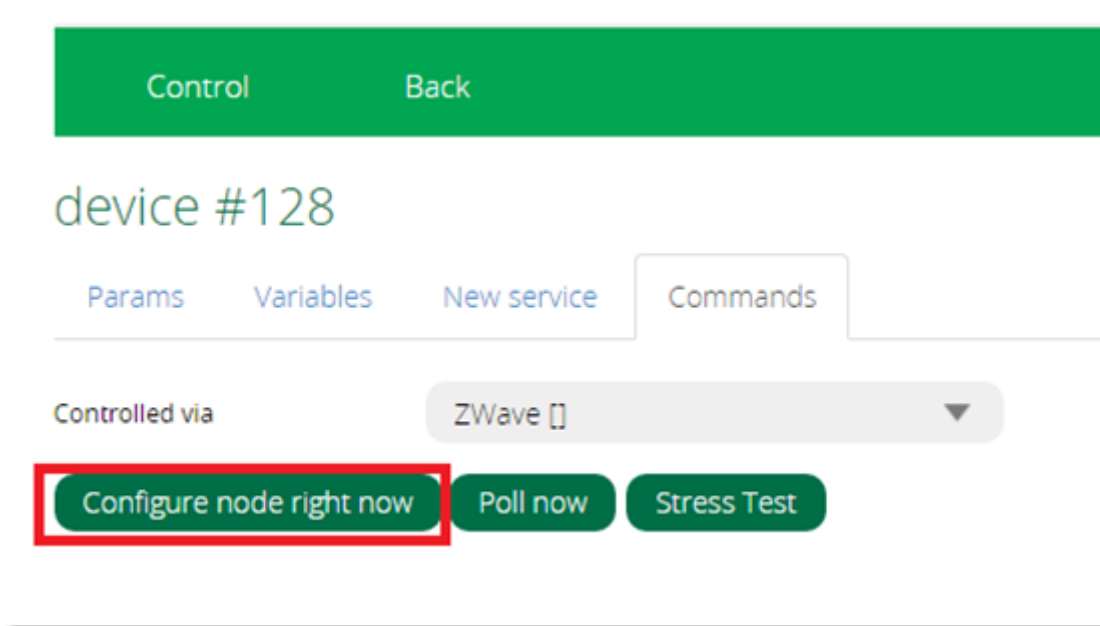 Control Back
device #128
Params Variables New service Commands
Controlled via ZWave []
Configure node right now Poll now Stress Test